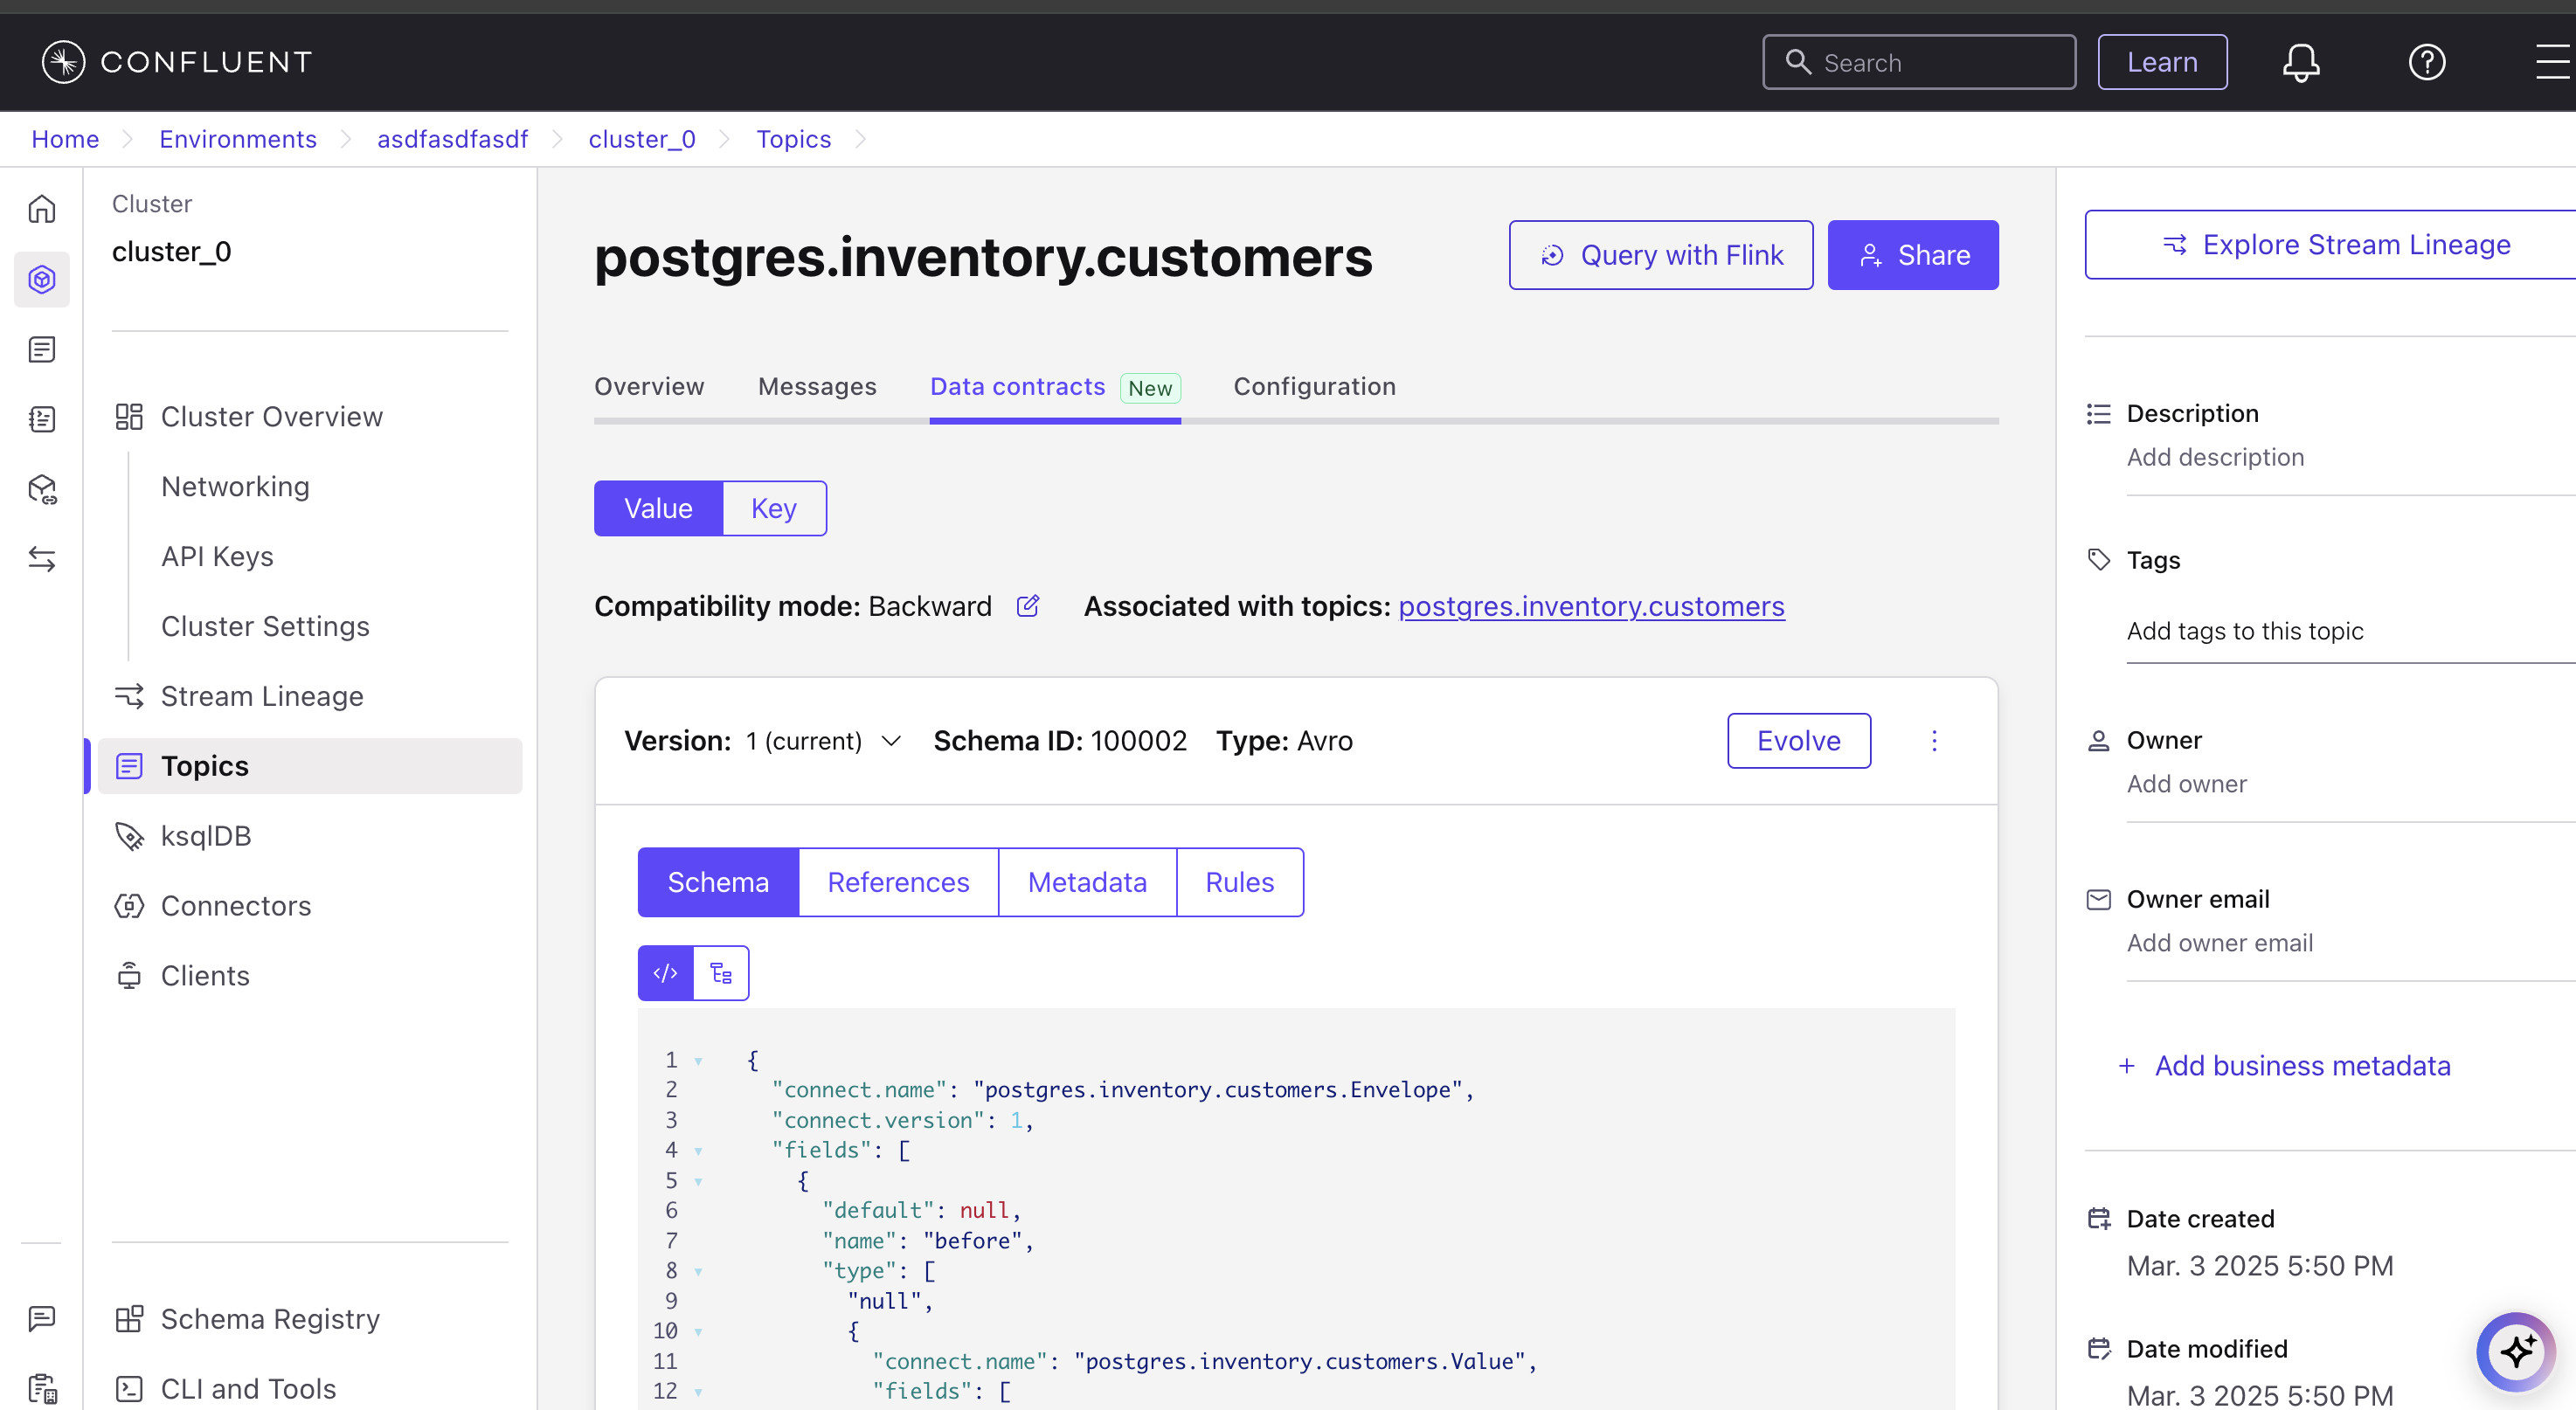 CONFLUENT
Search
Learn
Home
Environments
asdfasdfasdf
cluster_0
Topics
Cluster
cluster_0
Cluster Overview
Networking
API Keys
Cluster Settings
Stream Lineage
Topics
ksqlDB
Connectors
Clients
Schema Registry
CLI and Tools
postgres.inventory.customers
Query with Flink
Share
Overview
Messages
Data contracts New
Configuration
Value
Key
Compatibility mode: Backward
Associated with topics: postgres.inventory.customers
Version: 1 (current)
Schema ID: 100002
Type: Avro
Evolve
Schema
References
Metadata
Rules
</>
1 {
2 "connect.name": "postgres.inventory.customers.Envelope",
3 "connect.version": 1,
4 "fields": [
5 {
6 "default": null,
7 "name": "before",
8 "type": [
9 "null",
10 {
11 "connect.name": "postgres.inventory.customers.Value",
12 "fields": [
Explore Stream Lineage
Description
Add description
Tags
Add tags to this topic
Owner
Add owner
Owner email
Add owner email
+ Add business metadata
Date created
Mar. 3 2025 5:50 PM
Date modified
Mar. 3 2025 5:50 PM